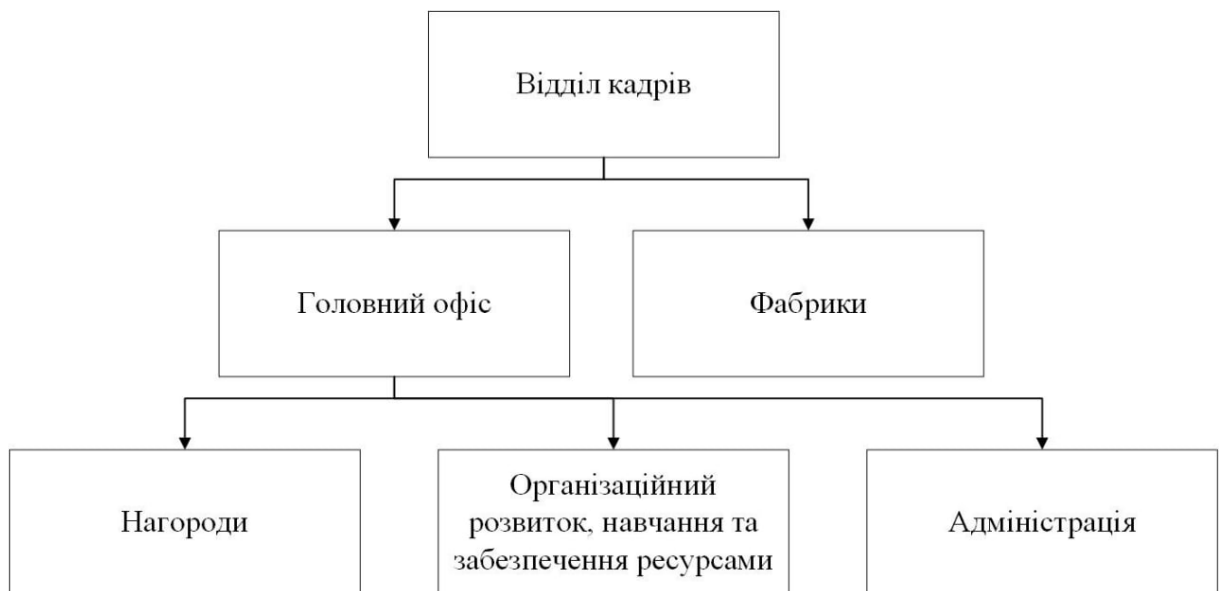 Відділ кадрів
Головний офіс
Фабрики
Нагороди
Організаційний
розвиток, навчання та
забезпечення ресурсами
Адміністрація